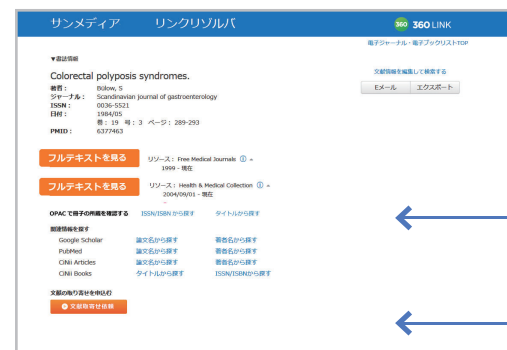 サンメディア　リンクリゾルバ
360 360 LINK
電子ジャーナル・電子ブックリストTOP
▼書誌情報
Colorectal polyposis syndromes.
著者： Bülow, S
ジャーナル： Scandinavian journal of gastroenterology
ISSN： 0036-5521
日付： 1984/05
巻： 19 号： 3 ページ： 289-293
PMID： 6377463
文献情報を編集して検索する
Eメール エクスポート
フルテキストを見る リソース： Free Medical Journals
1999 - 現在
フルテキストを見る リソース： Health & Medical Collection
2004/09/01 - 現在
OPAC で冊子の所蔵を確認する ISSN/ISBN から探す タイトルから探す
関連情報を探す
Google Scholar 論文名から探す 著者名から探す
PubMed 論文名から探す 著者名から探す
CiNii Articles 論文名から探す 著者名から探す
CiNii Books タイトルから探す ISSN/ISBNから探す
文献の取り寄せを申込む
文献取寄せ依頼